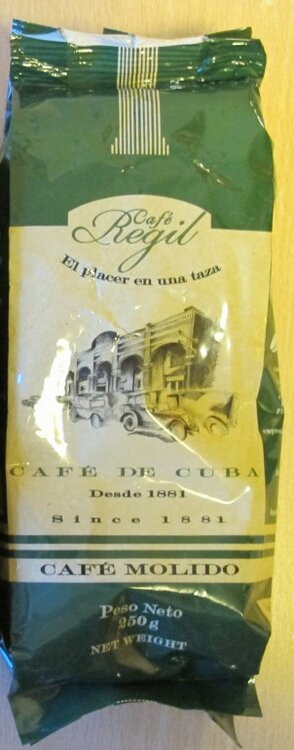 Café
Regil
El placer en una taza
CAFÉ DE CUBA
Desde 1881
Since 1881
CAFÉ MOLIDO
Peso Neto
250g
NET WEIGHT